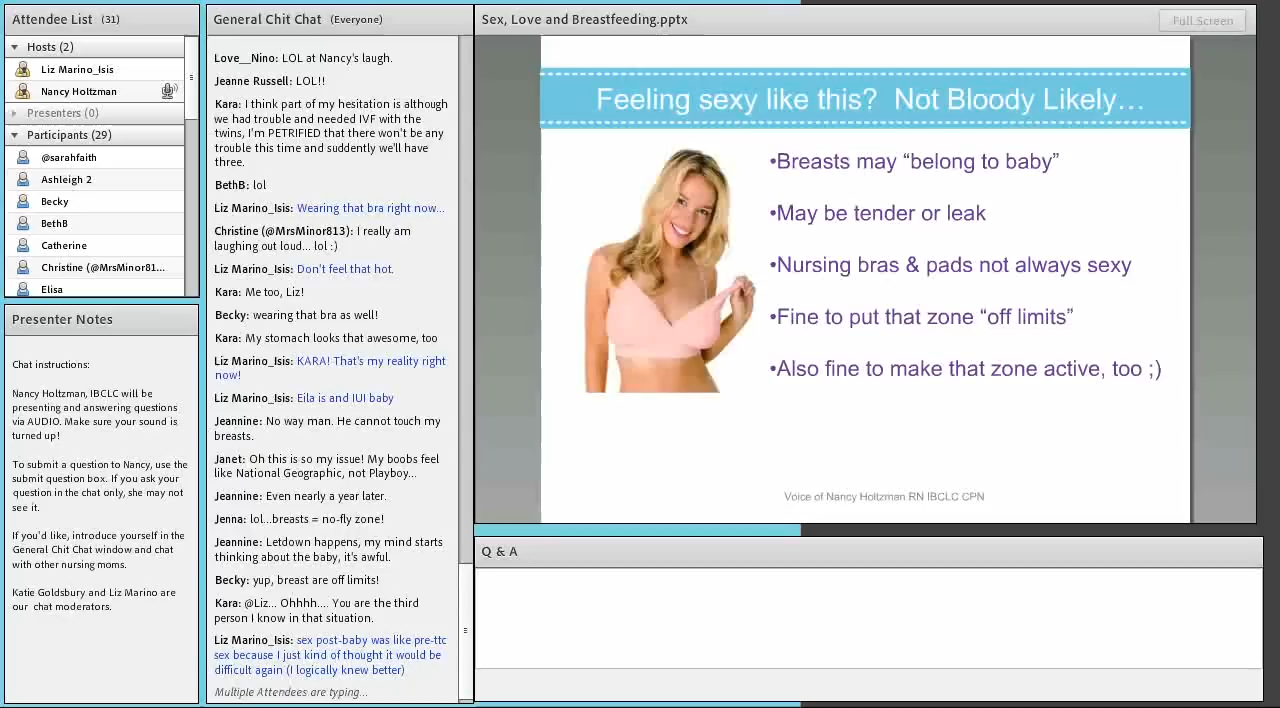 Attendee List (31)
Hosts (2)
Liz Marino_Isis
Nancy Holtzman
Presenters (0)
Participants (29)
@sarahfaith
Ashleigh 2
Becky
BethB
Catherine
Christine (@MrsMinor81...
Elisa
Presenter Notes
Chat instructions:
Nancy Holtzman, IBCLC will be
presenting and answering questions
via AUDIO. Make sure your sound is
turned up!
To submit a question to Nancy, use the
submit question box. If you ask your
question in the chat only, she may not
see it.
If you'd like, introduce yourself in the
General Chit Chat window and chat
with other nursing moms.
Katie Goldsbury and Liz Marino are
our chat moderators.
General Chit Chat (Everyone)
Love__Nino: LOL at Nancy's laugh.
Jeanne Russell: LOL!!
Kara: I think part of my hesitation is although
we had trouble and needed IVF with the
twins, I'm PETRIFIED that there won't be any
trouble this time and suddently we'll have
three.
BethB: lol
Liz Marino_Isis: Wearing that bra right now...
Christine (@MrsMinor813): I really am
laughing out loud... lol :)
Liz Marino_Isis: Don't feel that hot.
Kara: Me too, Liz!
Becky: wearing that bra as well!
Kara: My stomach looks that awesome, too
Liz Marino_Isis: KARA! That's my reality right
now!
Liz Marino_Isis: Eila is and IUI baby
Jeannine: No way man. He cannot touch my
breasts.
Janet: Oh this is so my issue! My boobs feel
like National Geographic, not Playboy...
Jeannine: Even nearly a year later.
Jenna: lol...breasts = no-fly zone!
Jeannine: Letdown happens, my mind starts
thinking about the baby, it's awful.
Becky: yup, breast are off limits!
Kara: @Liz... Ohhhh.... You are the third
person I know in that situation.
Liz Marino_Isis: sex post-baby was like pre-ttc
sex because I just kind of thought it would be
difficult again (I logically knew better)
Multiple Attendees are typing...
Sex, Love and Breastfeeding.pptx
Full Screen
Feeling sexy like this? Not Bloody Likely…
•Breasts may “belong to baby”
•May be tender or leak
•Nursing bras & pads not always sexy
•Fine to put that zone “off limits”
•Also fine to make that zone active, too ;)
Voice of Nancy Holtzman RN IBCLC CPN
Q & A